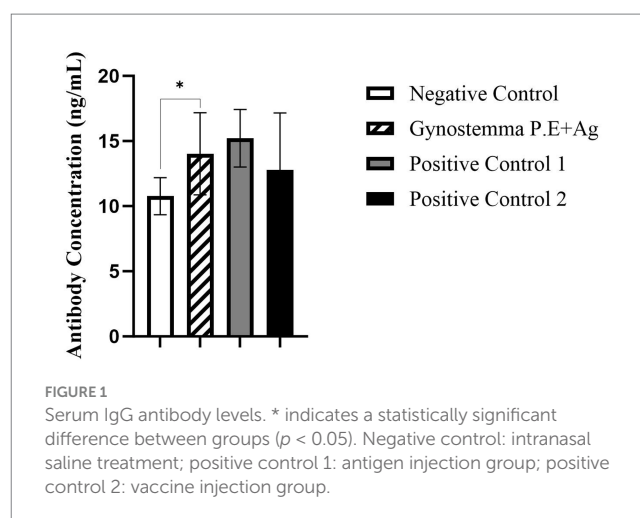 Antibody Concentration (ng/mL)
20
15
10
5
0
*
Negative Control
Gynostemma P.E+Ag
Positive Control 1
Positive Control 2
FIGURE 1
Serum IgG antibody levels. * indicates a statistically significant
difference between groups (p < 0.05). Negative control: intranasal
saline treatment; positive control 1: antigen injection group; positive
control 2: vaccine injection group.